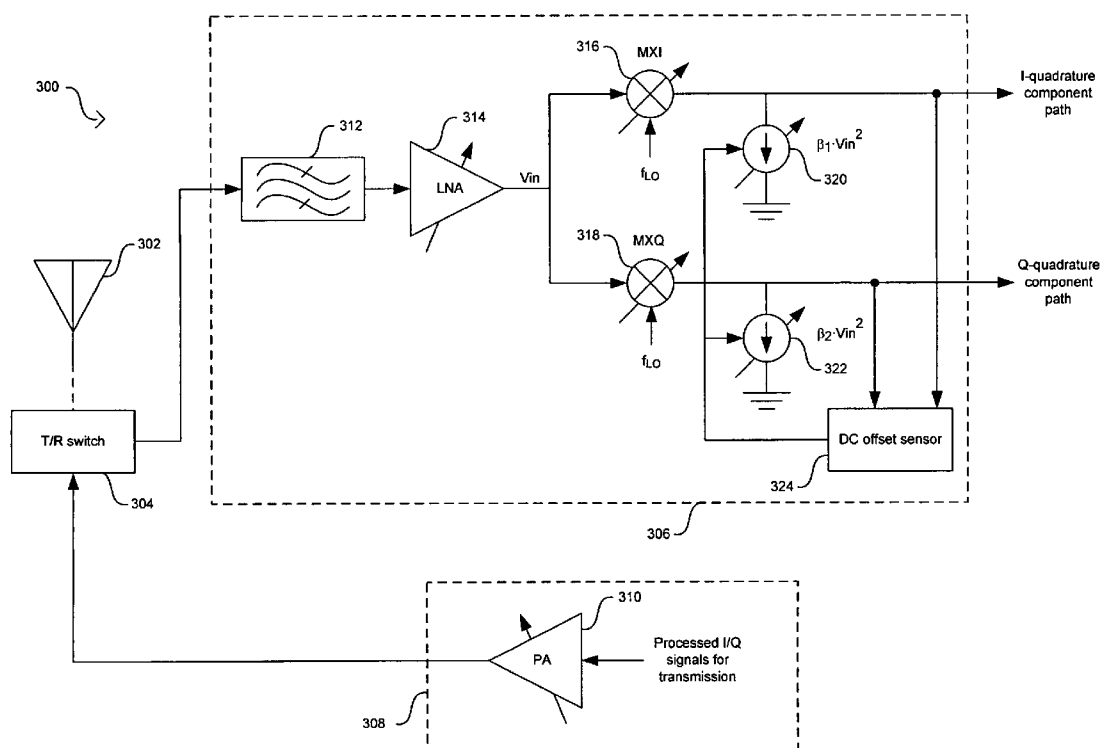 300
302
T/R switch
304
312
314
LNA
Vin
316
MXI
fLO
β1·Vin2
320
I-quadrature
component
path
318
MXQ
fLO
β2·Vin2
322
Q-quadrature
component
path
DC offset sensor
324
306
310
PA
Processed I/Q
signals for
transmission
308